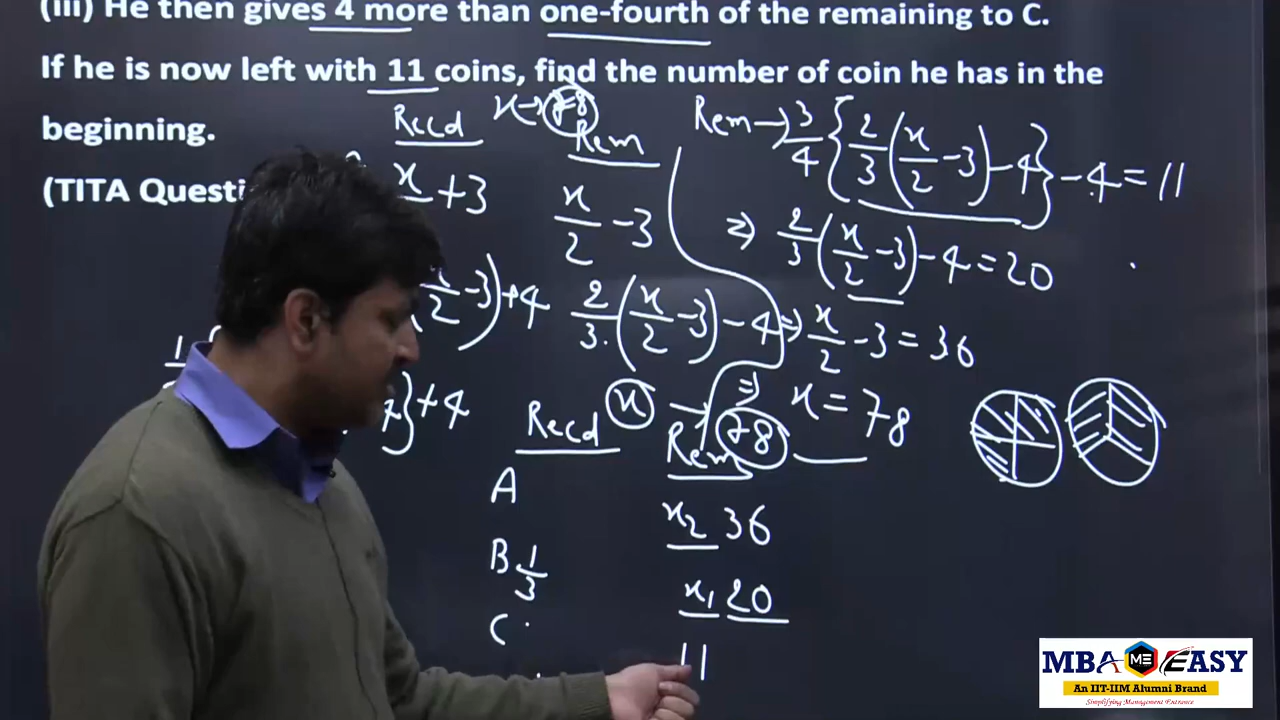 (iii) He then gives 4 more than one-fourth of the remaining to C.
If he is now left with 11 coins, find the number of coin he has in the
beginning.
(TITA Questi
Recd
x → 78
Rem
x + 3
x/2 - 3
x/2 - 3) + 4
2/3 (x/2 - 3) - 4
} + 4
Rem → 3/4 {2/3 (x/2 - 3) - 4} - 4 = 11
⇒ 2/3 (x/2 - 3) - 4 = 20
⇒ x/2 - 3 = 36
⇒ x = 78
Recd
x → 78
Rem
A
x₂ 36
B 1/3
x₁ 20
C
11
MBA ME EASY
An IIT-IIM Alumni Brand
Simplifying Management Entrance